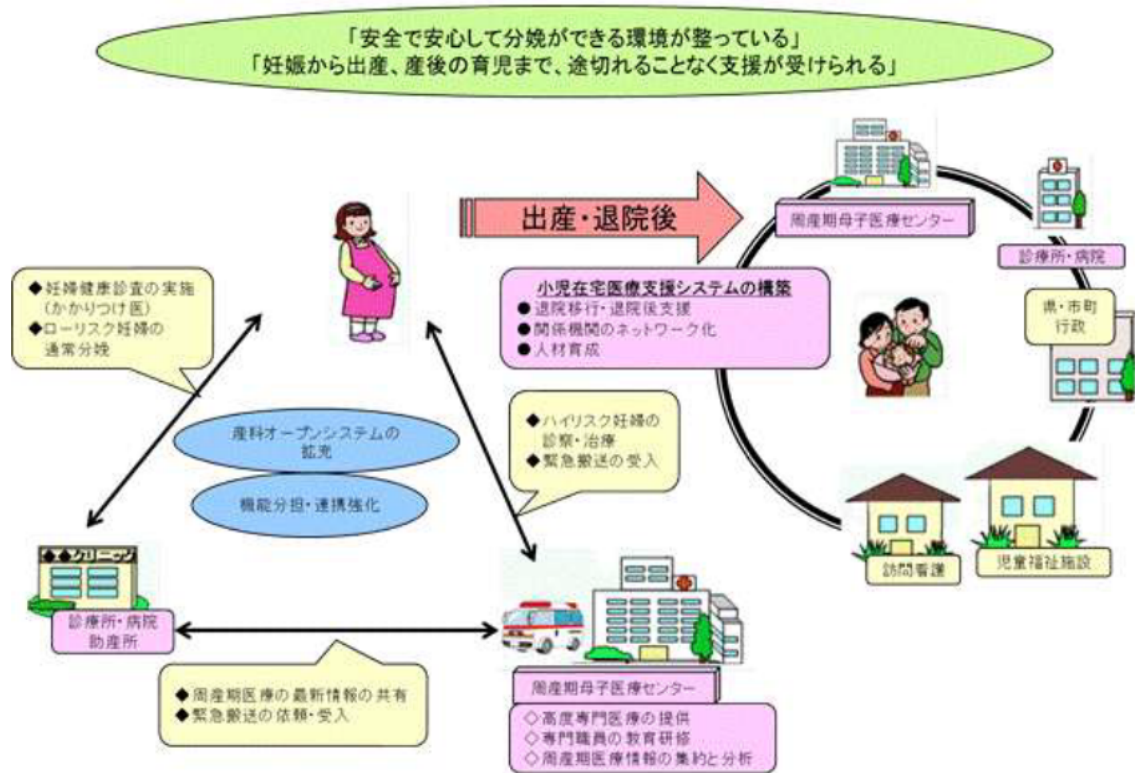 「安全で安心して分娩ができる環境が整っている」
「妊娠から出産、産後の育児まで、途切れることなく支援が受けられる」
出産・退院後
周産期母子医療センター
診療所・病院
県・市町
行政
小児在宅医療支援システムの構築
●退院移行・退院後支援
●関係機関のネットワーク化
●人材育成
◆妊婦健康診査の実施
(かかりつけ医)
◆ローリスク妊婦の
通常分娩
産科オープンシステムの
拡充
機能分担・連携強化
◆ハイリスク妊婦の
診察・治療
◆緊急搬送の受入
訪問看護
児童福祉施設
◆◆クリニック
診療所・病院
助産所
◆周産期医療の最新情報の共有
◆緊急搬送の依頼・受入
周産期母子医療センター
◇高度専門医療の提供
◇専門職員の教育研修
◇周産期医療情報の集約と分析